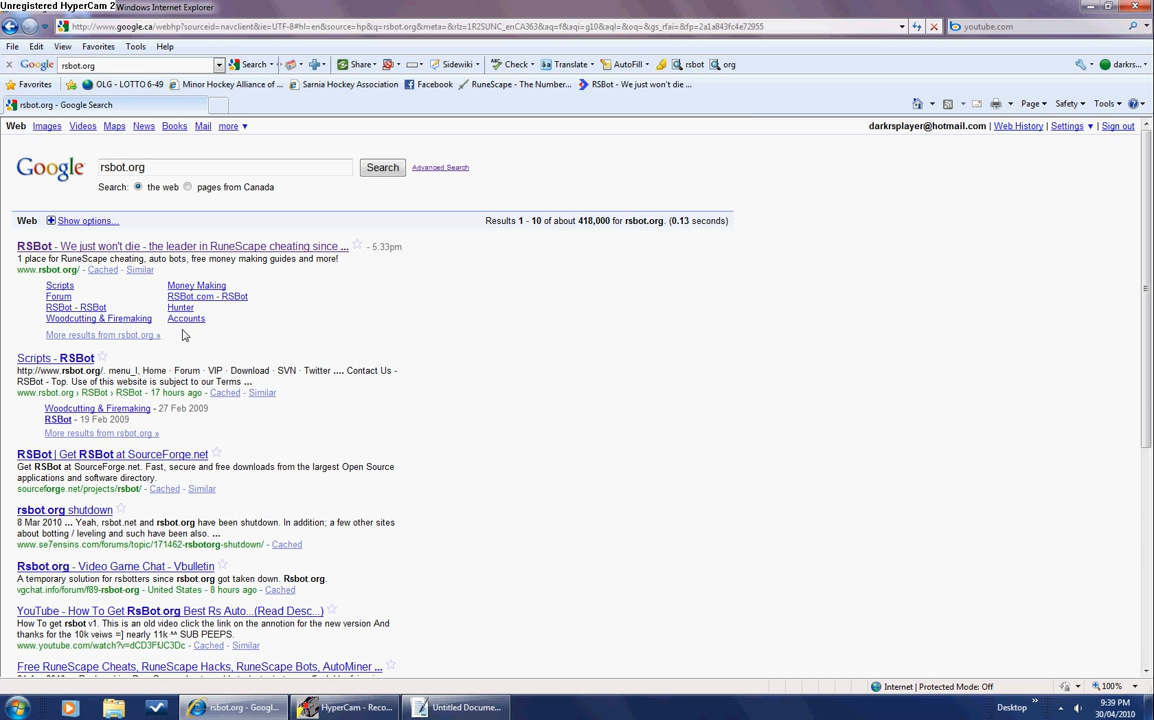 Unregistered HyperCam 2
Windows Internet Explorer
http://www.google.ca/webhp?sourceid=navclient&ie=UTF-8#hl=en&source=hp&q=rsbot.org&meta=&rlz=1R2SUNC_enCA363&aq=f&aqi=g10&aql=&oq=&gs_rfai=&fp=2a1a843fc4e72955
youtube.com
File Edit View Favorites Tools Help
Google rsbot.org Search Share Sidewiki Check Translate AutoFill rsbot org darkrs...
Favorites OLG - LOTTO 6-49 Minor Hockey Alliance of ... Sarnia Hockey Association Facebook RuneScape - The Number... RSBot - We just won't die ...
rsbot.org - Google Search
Page Safety Tools
Web Images Videos Maps News Books Mail more ▼ darkrsplayer@hotmail.com | Web History | Settings ▼ | Sign out
Google rsbot.org Search Advanced Search
Search: the web pages from Canada
Web Show options... Results 1 - 10 of about 418,000 for rsbot.org. (0.13 seconds)
RSBot - We just won't die - the leader in RuneScape cheating since ... - 5:33pm
1 place for RuneScape cheating, auto bots, free money making guides and more!
www.rsbot.org/ - Cached - Similar
Scripts Money Making
Forum RSBot.com - RSBot
RSBot - RSBot Hunter
Woodcutting & Firemaking Accounts
More results from rsbot.org »
Scripts - RSBot
http://www.rsbot.org/. menu_l, Home · Forum · VIP · Download · SVN · Twitter .... Contact Us -
RSBot - Top. Use of this website is subject to our Terms ...
www.rsbot.org › RSBot › RSBot - 17 hours ago - Cached - Similar
Woodcutting & Firemaking - 27 Feb 2009
RSBot - 19 Feb 2009
More results from rsbot.org »
RSBot | Get RSBot at SourceForge.net
Get RSBot at SourceForge.net. Fast, secure and free downloads from the largest Open Source
applications and software directory.
sourceforge.net/projects/rsbot/ - Cached - Similar
rsbot.org shutdown
8 Mar 2010 ... Yeah, rsbot.net and rsbot.org have been shutdown. In addition; a few other sites
about botting / leveling and such have been also. ...
www.se7ensins.com/forums/topic/171462-rsbotorg-shutdown/ - Cached
Rsbot.org - Video Game Chat - Vbulletin
A temporary solution for rsbotters since rsbot.org got taken down. Rsbot.org.
vgchat.info/forum/f89-rsbot-org - United States - 8 hours ago - Cached
YouTube - How To Get RsBot.org Best Rs Auto...(Read Desc...)
How To get rsbot v1. This is an old video click the link on the annotion for the new version And
thanks for the 10k veiws =] nearly 11k ^^ SUB PEEPS.
www.youtube.com/watch?v=dCD3FfJC3Dc - Cached - Similar
Free RuneScape Cheats, RuneScape Hacks, RuneScape Bots, AutoMiner ...
Internet | Protected Mode: Off 100%
rsbot.org - Googl... HyperCam - Reco... Untitled Docume... Desktop 9:39 PM
30/04/2010